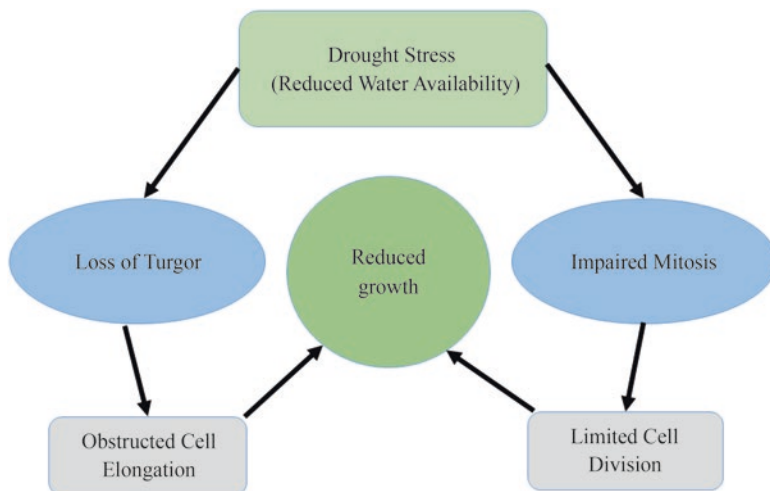 Drought Stress
(Reduced Water Availability)
Loss of Turgor
Reduced
growth
Impaired Mitosis
Obstructed Cell
Elongation
Limited Cell
Division